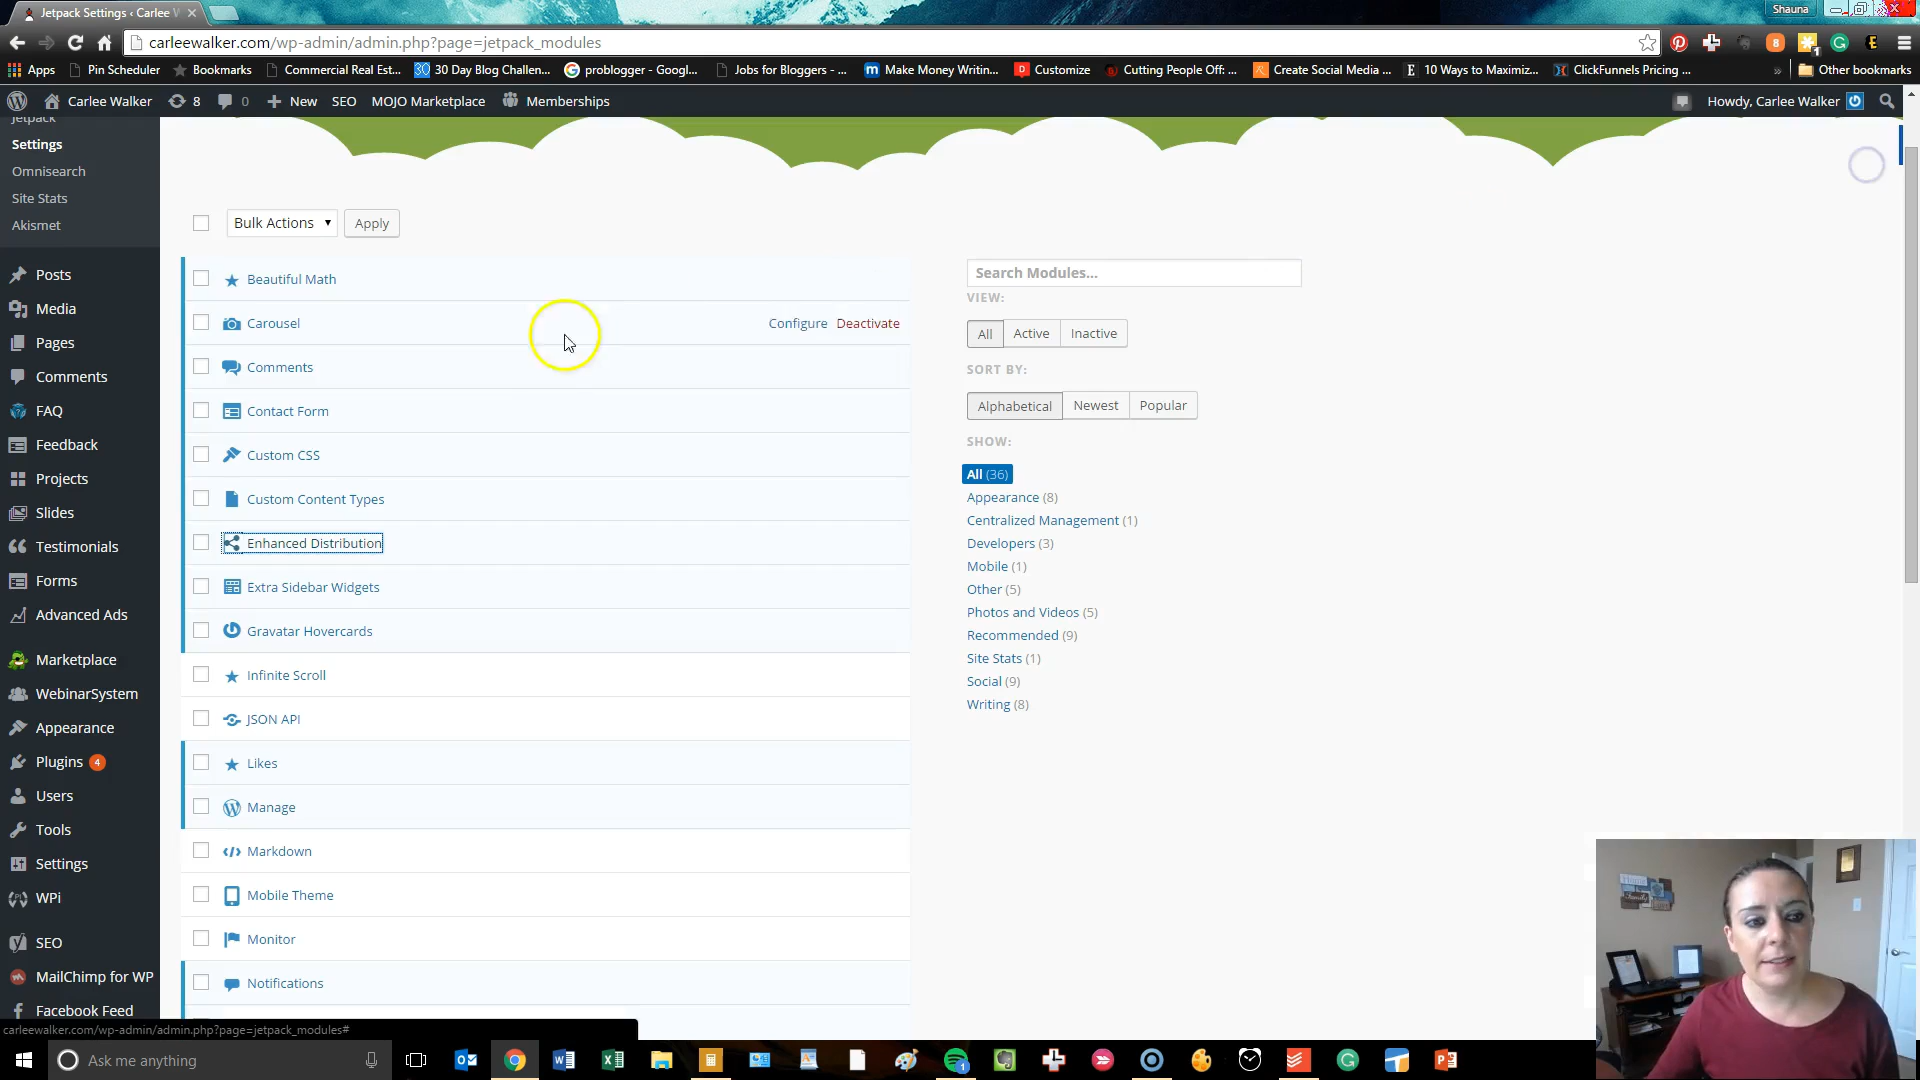 Jetpack Settings ‹ Carlee W
Shauna
carleewalker.com/wp-admin/admin.php?page=jetpack_modules
Apps Pin Scheduler Bookmarks Commercial Real Est... 30 Day Blog Challen... problogger - Googl... Jobs for Bloggers - ... Make Money Writin... Customize Cutting People Off: ... Create Social Media ... 10 Ways to Maximiz... ClickFunnels Pricing ... » Other bookmarks
Carlee Walker 8 0 New SEO MOJO Marketplace Memberships Howdy, Carlee Walker
Jetpack
Settings
Omnisearch
Site Stats
Akismet
Posts
Media
Pages
Comments
FAQ
Feedback
Projects
Slides
Testimonials
Forms
Advanced Ads
Marketplace
WebinarSystem
Appearance
Plugins 4
Users
Tools
Settings
WPi
SEO
MailChimp for WP
Facebook Feed
Bulk Actions Apply
Beautiful Math
Carousel Configure Deactivate
Comments
Contact Form
Custom CSS
Custom Content Types
Enhanced Distribution
Extra Sidebar Widgets
Gravatar Hovercards
Infinite Scroll
JSON API
Likes
Manage
Markdown
Mobile Theme
Monitor
Notifications
Search Modules...
VIEW:
All Active Inactive
SORT BY:
Alphabetical Newest Popular
SHOW:
All (36)
Appearance (8)
Centralized Management (1)
Developers (3)
Mobile (1)
Other (5)
Photos and Videos (5)
Recommended (9)
Site Stats (1)
Social (9)
Writing (8)
carleewalker.com/wp-admin/admin.php?page=jetpack_modules#
Ask me anything